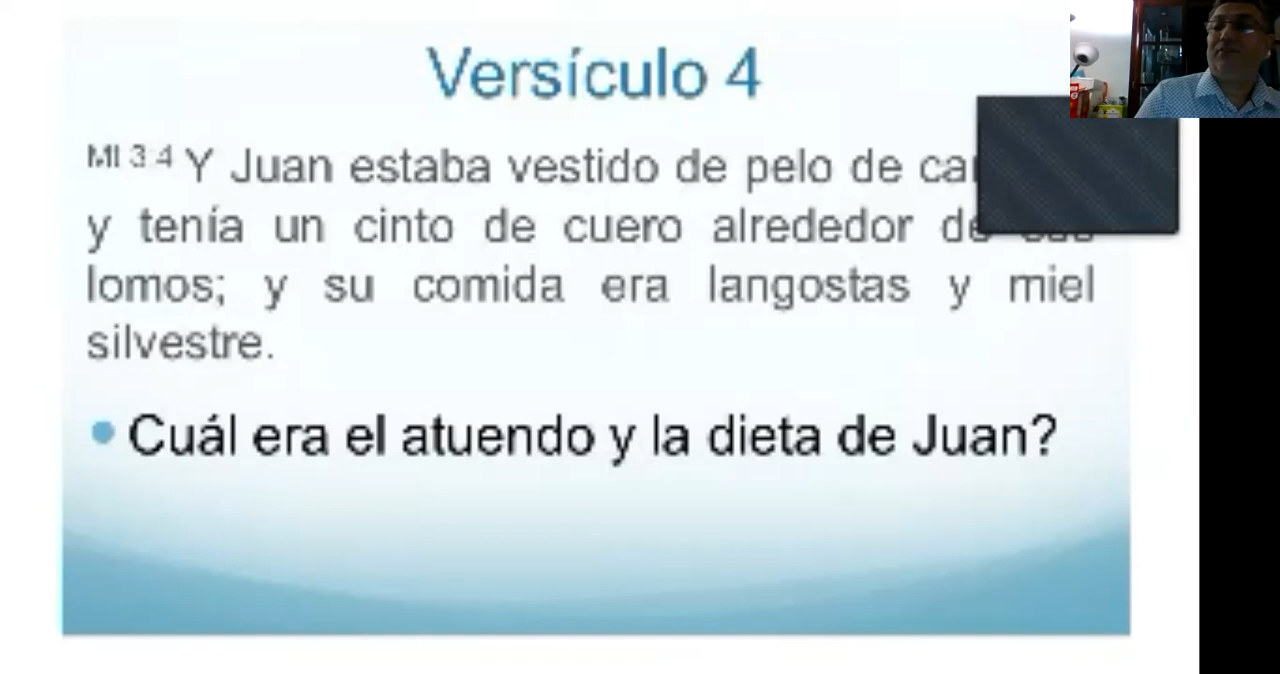 Versículo 4
Mt 3:4 Y Juan estaba vestido de pelo de
y tenía un cinto de cuero alrededor de
lomos; y su comida era langostas y miel
silvestre.
Cuál era el atuendo y la dieta de Juan?